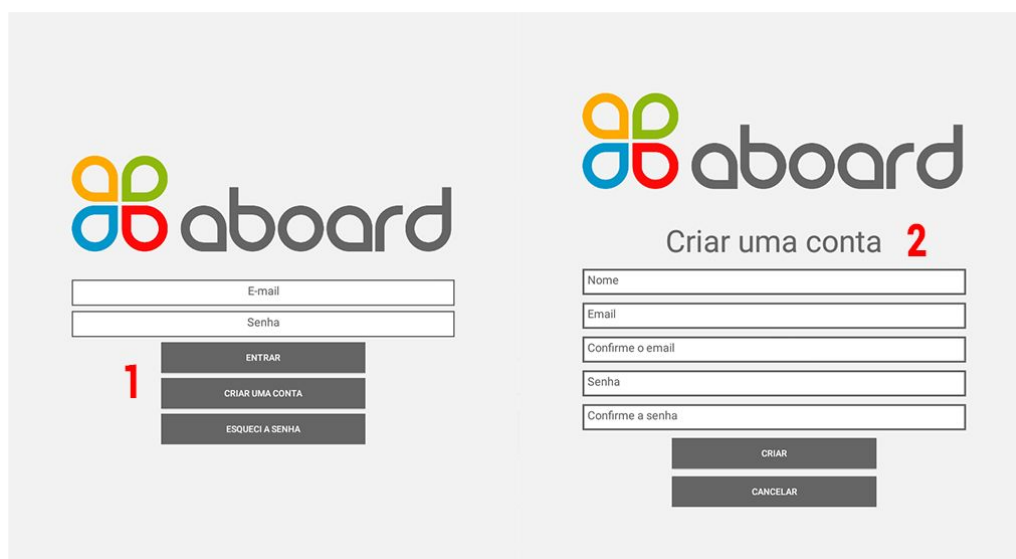 aboard
E-mail
Senha
ENTRAR
1
CRIAR UMA CONTA
ESQUECI A SENHA
aboard
Criar uma conta 2
Nome
Email
Confirme o email
Senha
Confirme a senha
CRIAR
CANCELAR